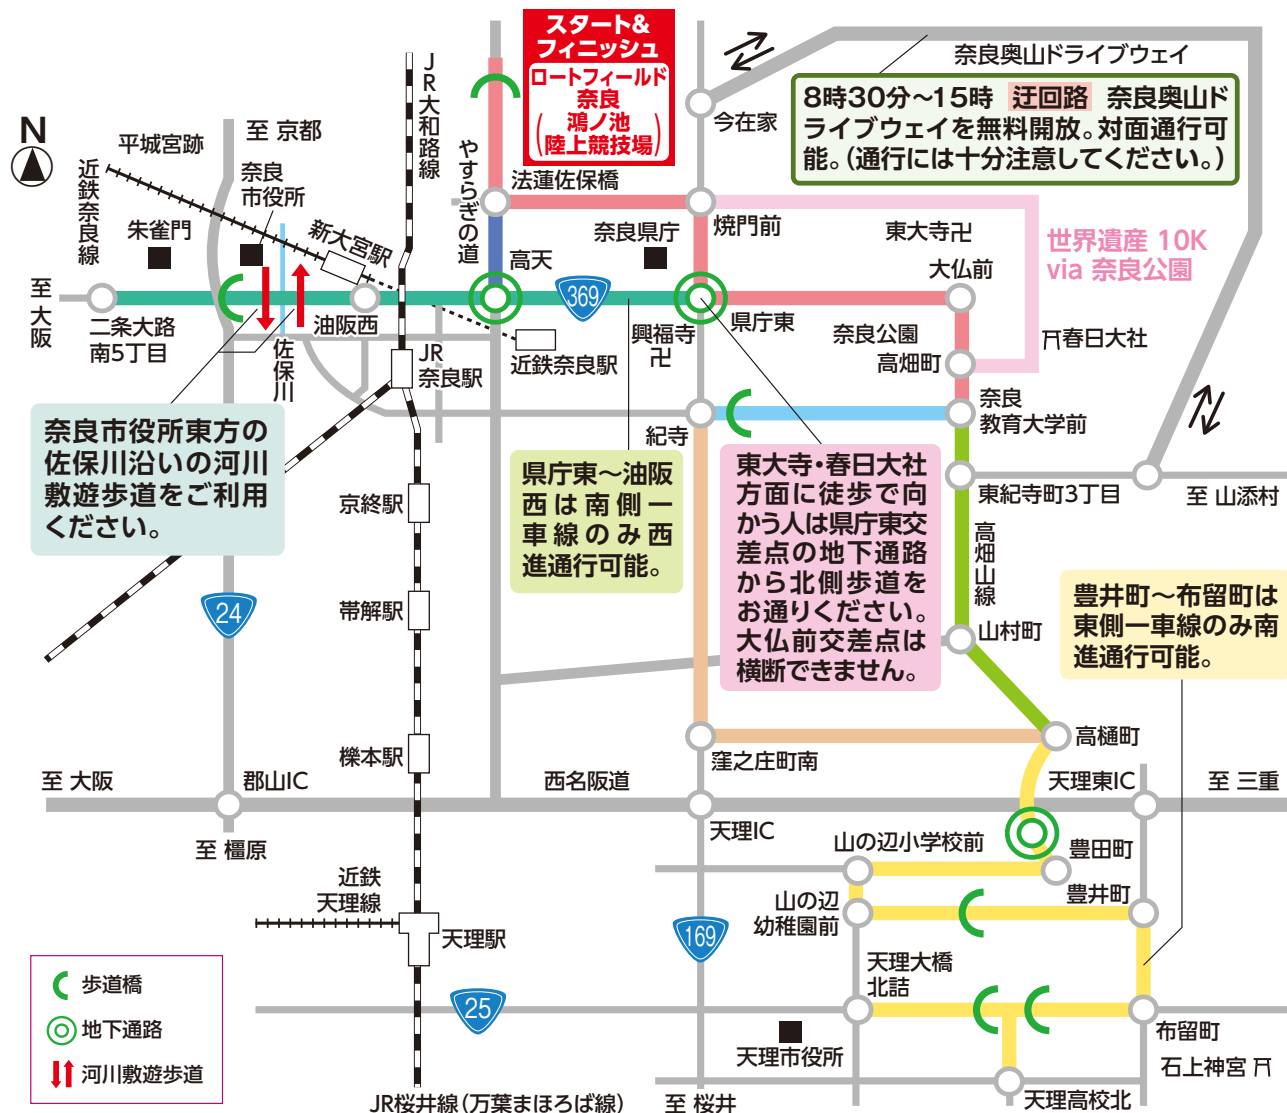 スタート&
フィニッシュ
ロートフィールド
奈良
鴻ノ池
(陸上競技場)
奈良奥山ドライブウェイ
8時30分～15時 迂回路 奈良奥山ド
ライブウェイを無料開放。対面通行可
能。(通行には十分注意してください。)
今在家
N
至 京都
平城宮跡
JR大和路線
近鉄奈良線
奈良
市役所
朱雀門
新大宮駅
やすらぎの道
法蓮佐保橋
焼門前
奈良県庁
東大寺卍
世界遺産 10K
via 奈良公園
高天
大仏前
至 大阪
369
二条大路
南5丁目
油阪西
佐保川
JR
奈良駅
近鉄奈良駅
興福寺
卍
県庁東
奈良公園
高畑町
春日大社
奈良
教育大学前
紀寺
奈良市役所東方の
佐保川沿いの河川
敷遊歩道をご利用
ください。
県庁東～油阪
西は南側一
車線のみ西
進通行可能。
東大寺・春日大社
方面に徒歩で向
かう人は県庁東交
差点の地下通路
から北側歩道を
お通りください。
大仏前交差点は
横断できません。
東紀寺町3丁目
至 山添村
京終駅
高畑山線
帯解駅
24
豊井町～布留町は
東側一車線のみ南
進通行可能。
山村町
櫟本駅
窪之庄町南
高樋町
至 大阪
郡山IC
西名阪道
天理東IC
至 三重
至 橿原
天理IC
山の辺小学校前
豊田町
近鉄
天理線
山の辺
幼稚園前
豊井町
天理駅
169
天理大橋
北詰
25
布留町
天理市役所
石上神宮
天理高校北
歩道橋
地下通路
河川敷遊歩道
JR桜井線(万葉まほろば線)
至 桜井